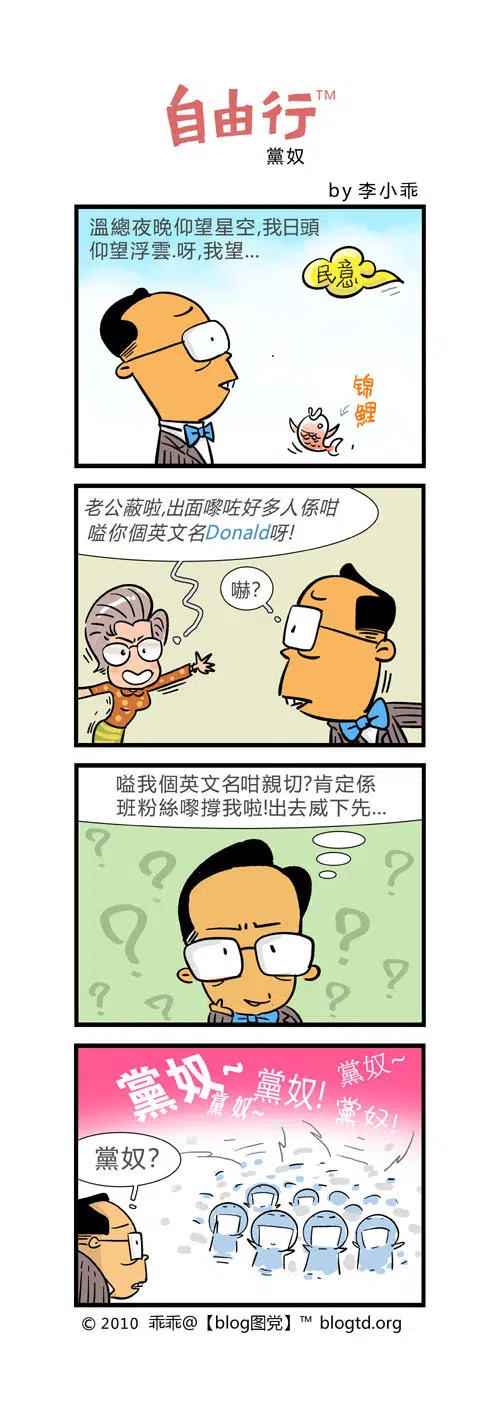 自由行™
黨奴
by 李小乖
溫總夜晚仰望星空,我日頭
仰望浮雲.呀,我望...
民意
锦
鲤
老公蔽啦,出面嚟咗好多人係咁
嗌你個英文名Donald呀!
嚇?
嗌我個英文名咁親切?肯定係
班粉絲嚟撐我啦!出去威下先...
黨奴~
黨奴~
黨奴!
黨奴~
黨奴!
黨奴?
© 2010 乖乖@【blog图党】™ blogtd.org